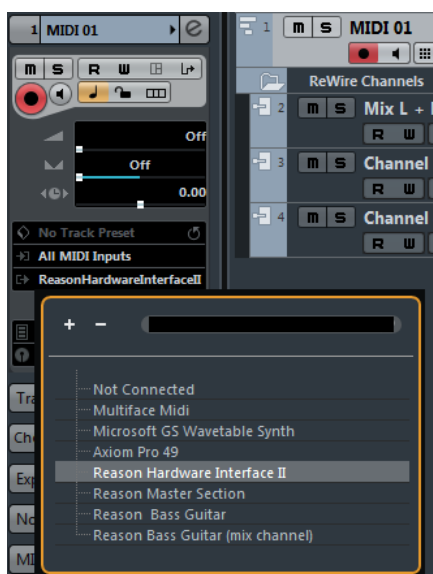 1 MIDI 01
m S R W
Off
Off
0.00
No Track Preset
All MIDI Inputs
ReasonHardwareInterfaceII
1 m S MIDI 01
ReWire Channels
2 m S Mix L +
R W
3 m S Channel
R W
4 m S Channel
R W
+ −
Not Connected
Multiface Midi
Microsoft GS Wavetable Synth
Axiom Pro 49
Reason Hardware Interface II
Reason Master Section
Reason Bass Guitar
Reason Bass Guitar (mix channel)
Tra
Cho
Exp
No
MI